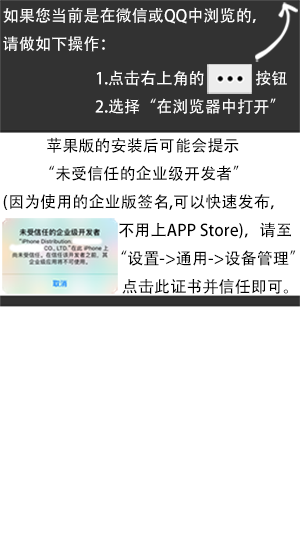 如果您当前是在微信或QQ中浏览的,
请做如下操作：
1.点击右上角的 ••• 按钮
2.选择“在浏览器中打开”
苹果版的安装后可能会提示
“未受信任的企业级开发者”
(因为使用的企业版签名,可以快速发布,
不用上APP Store)，请至
“设置->通用->设备管理”
点击此证书并信任即可。
未受信任的企业级开发者
“iPhone Distribution:
CO., LTD.”在此 iPhone 上
尚未受信任。在信任该开发者之前，其
企业级应用将不可使用。
取消